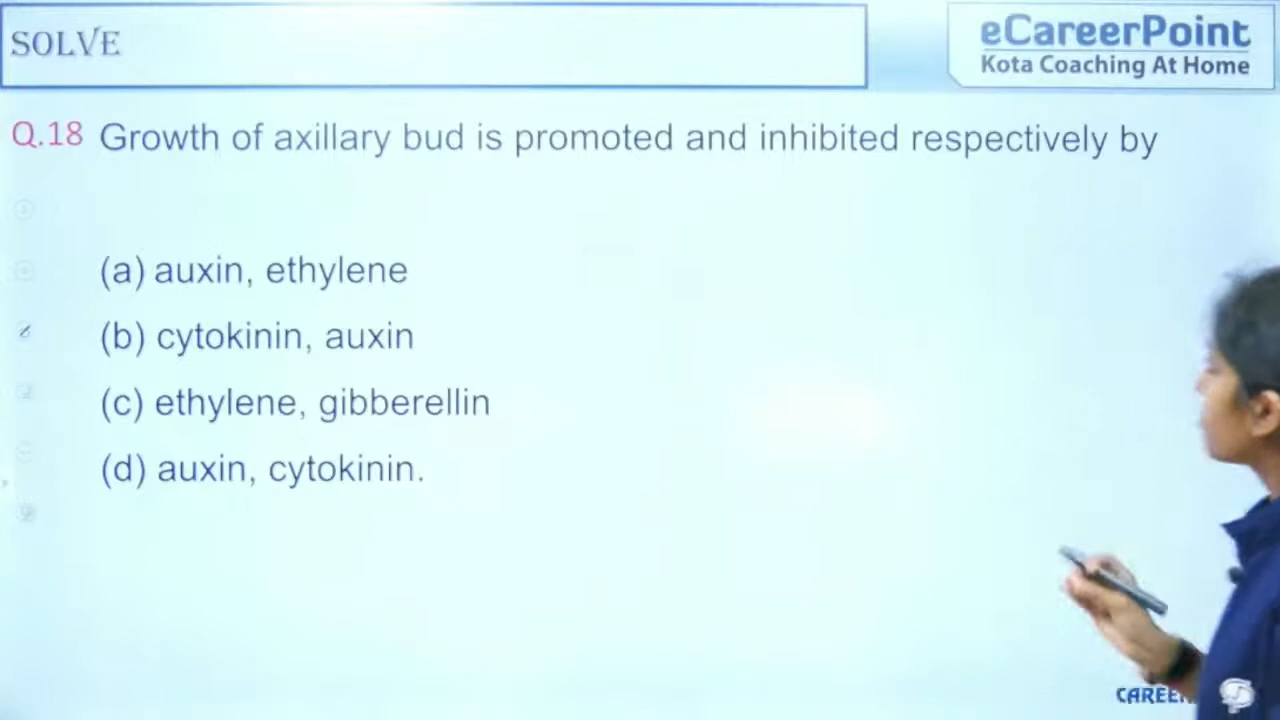 SOLVE
eCareerPoint
Kota Coaching At Home
Q.18 Growth of axillary bud is promoted and inhibited respectively by
(a) auxin, ethylene
(b) cytokinin, auxin
(c) ethylene, gibberellin
(d) auxin, cytokinin.